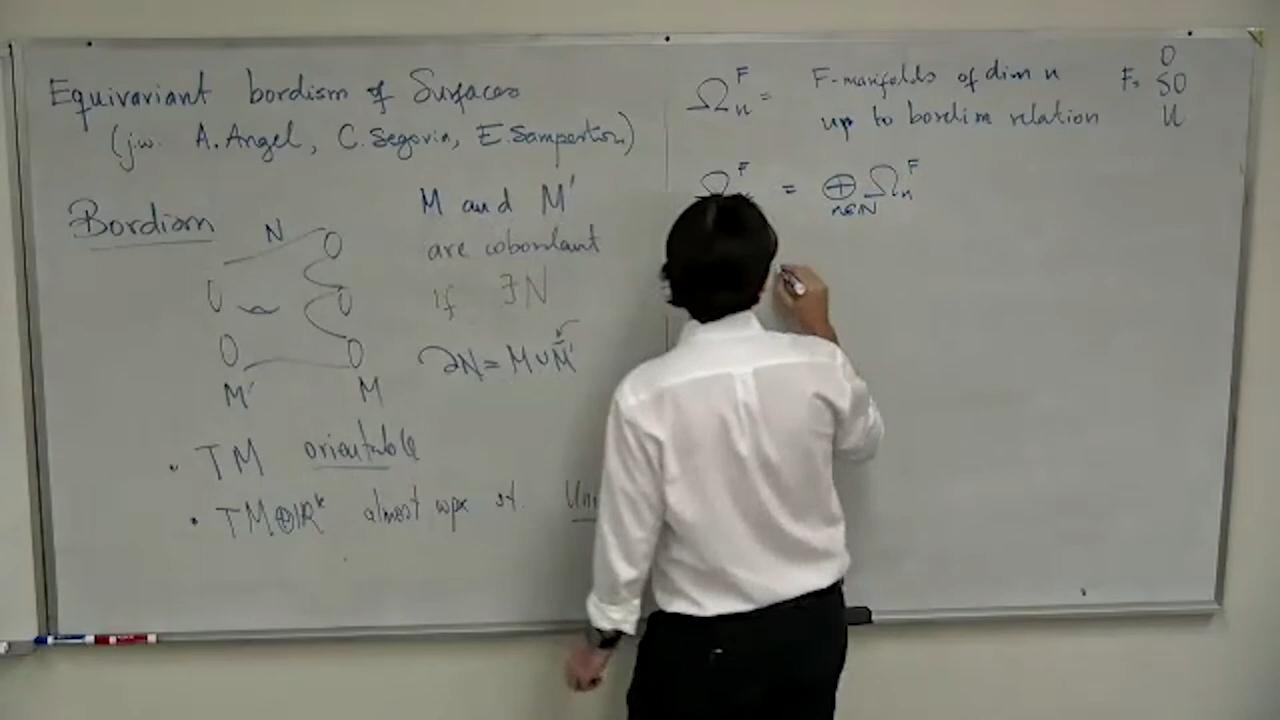 Equivariant bordism of Surfaces
(j.w. A. Angel, C. Segovia, E. Samperton)
Bordism
N
M' M
M and M'
are cobordant
if ∃N
∂N = M ∪ M̄'
• TM orientable
• TM⊕ℝᵏ almost cpx st.
Ω_n^F = F-manifolds of dim n
up to bordism relation
F = O
SO
U
Ω^F = ⊕_{n∈ℕ} Ω_n^F